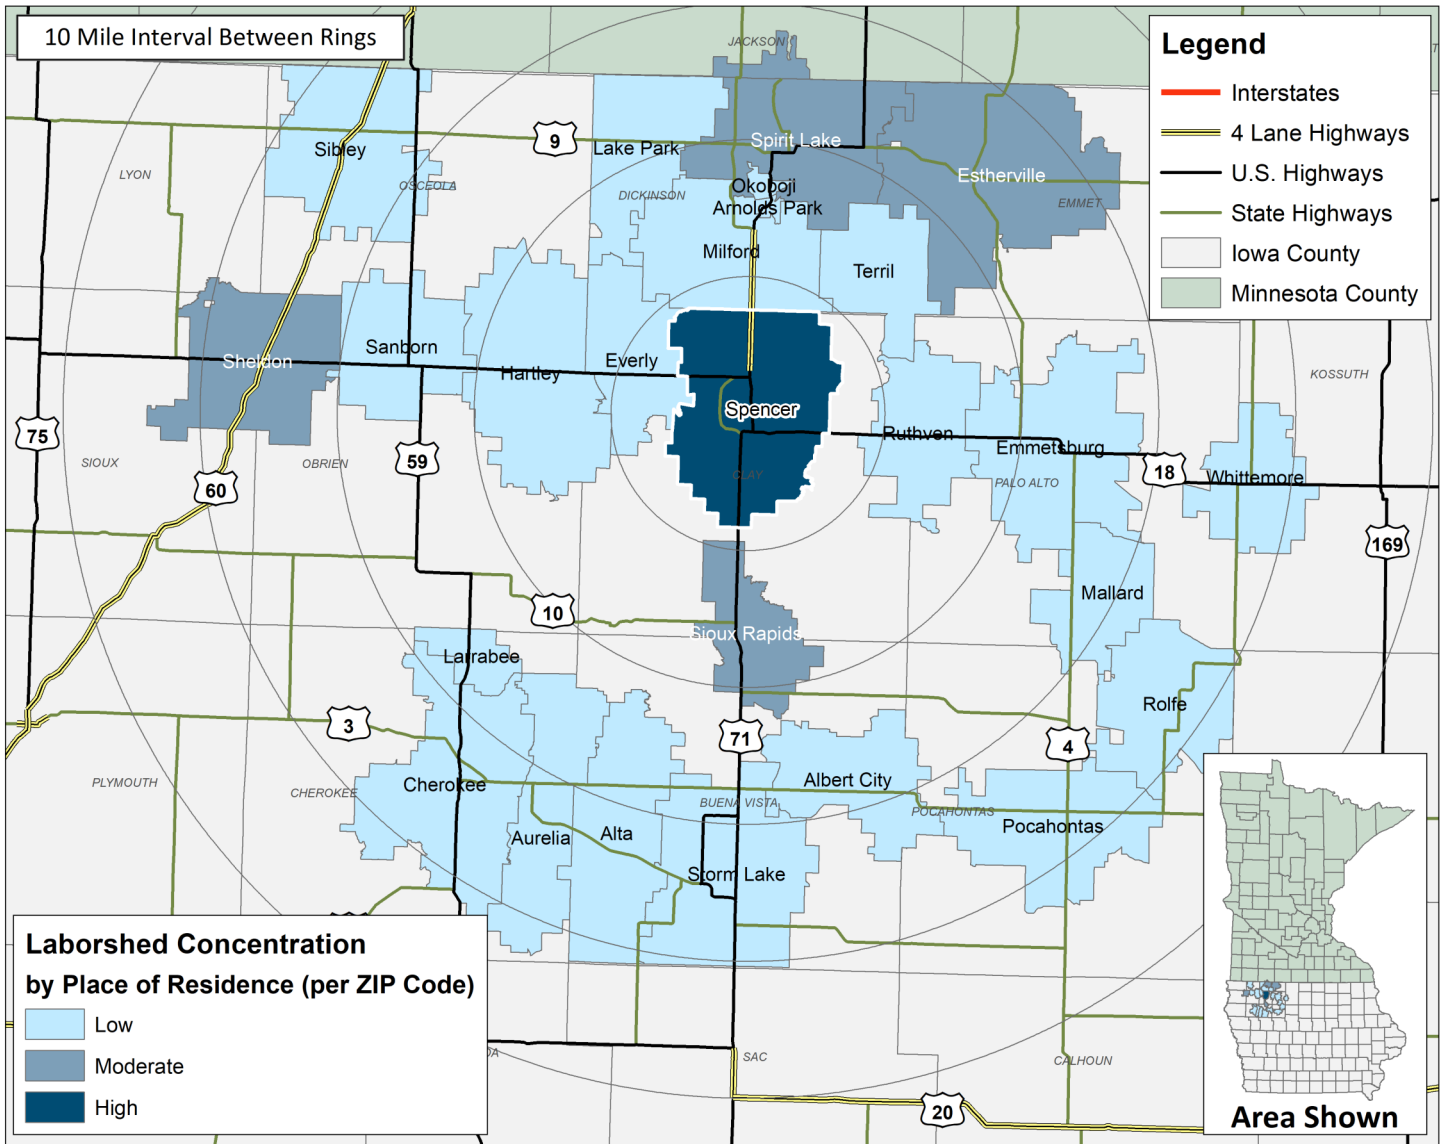 10 Mile Interval Between Rings
JACKSON
Legend
Interstates
4 Lane Highways
U.S. Highways
State Highways
Iowa County
Minnesota County
9
Sibley
Lake Park
Spirit Lake
LYON
OSCEOLA
DICKINSON
Okoboji
Estherville
EMMET
Arnolds Park
Milford
Terril
Sheldon
Sanborn
Hartley
Everly
KOSSUTH
Spencer
75
59
Ruthven
Emmetsburg
SIOUX
OBRIEN
CLAY
PALO ALTO
18
Whittemore
60
169
Mallard
10
Sioux Rapids
Larrabee
Rolfe
3
71
4
PLYMOUTH
CHEROKEE
Cherokee
Albert City
BUENA VISTA
POCAHONTAS
Pocahontas
Aurelia
Alta
Storm Lake
Laborshed Concentration
by Place of Residence (per ZIP Code)
Low
Moderate
High
DA
SAC
CALHOUN
20
Area Shown